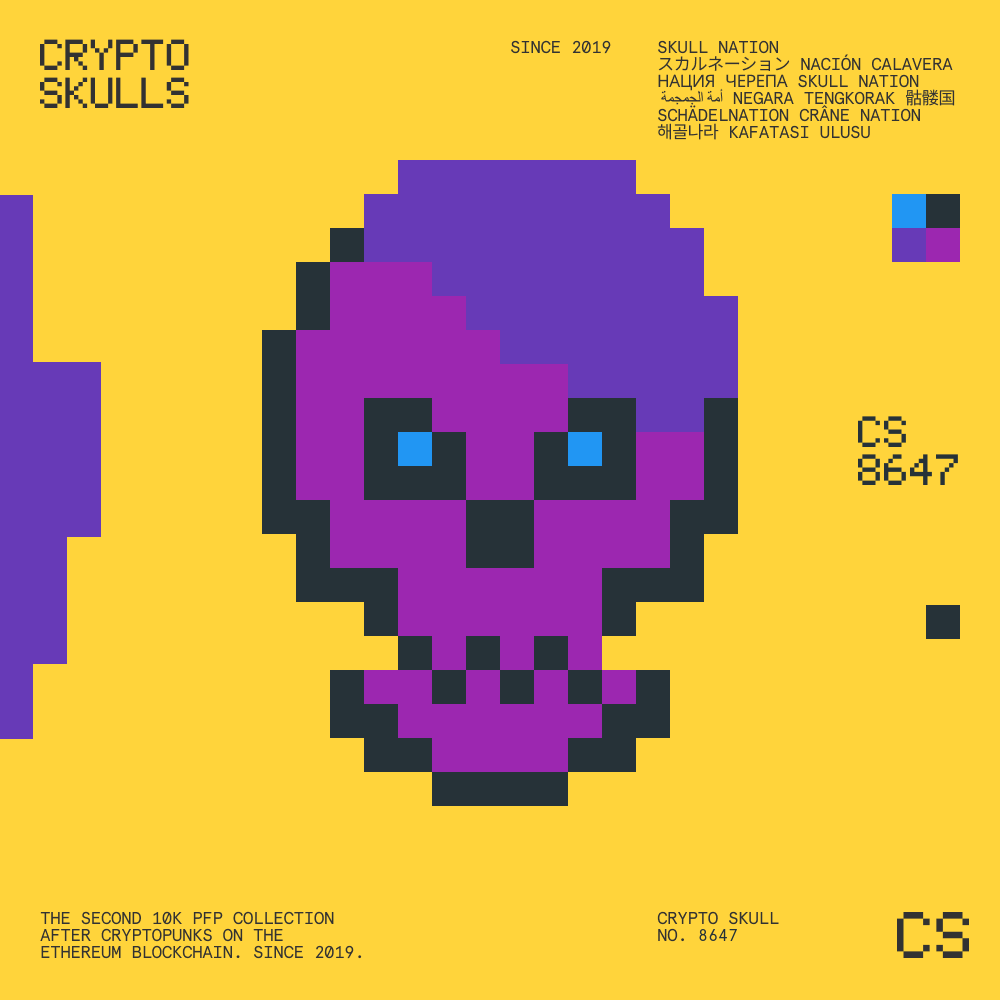 CRYPTO
SKULLS
SINCE 2019
SKULL NATION
スカルネーション NACIÓN CALAVERA
НАЦИЯ ЧЕРЕПА SKULL NATION
أمة الجمجمة NEGARA TENGKORAK 骷髅国
SCHÄDELNATION CRÂNE NATION
해골나라 KAFATASI ULUSU
CS
8647
THE SECOND 10K PFP COLLECTION
AFTER CRYPTOPUNKS ON THE
ETHEREUM BLOCKCHAIN. SINCE 2019.
CRYPTO SKULL
NO. 8647
CS